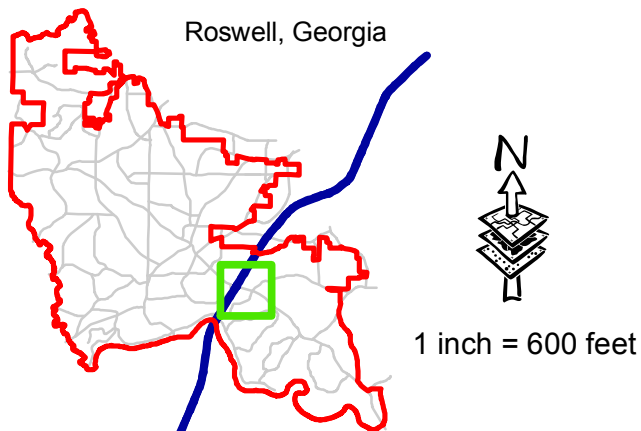 Roswell, Georgia
N
1 inch = 600 feet